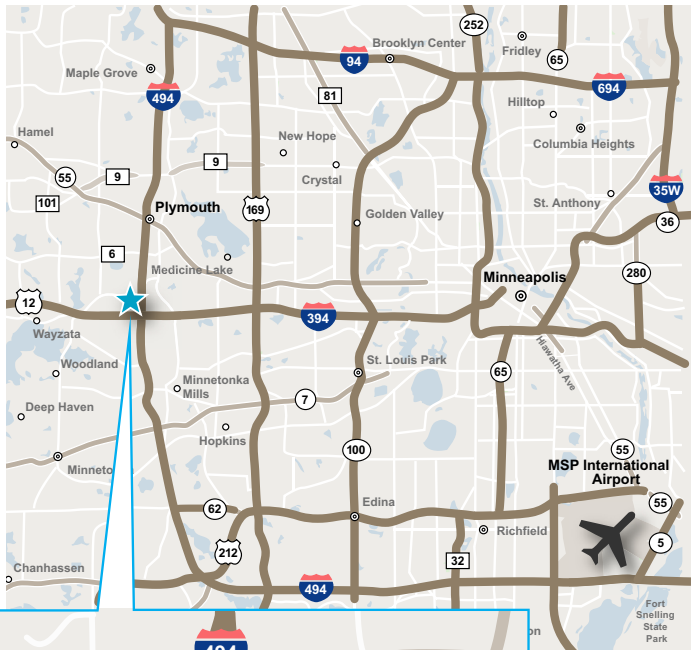 252
Brooklyn Center
Fridley
94
65
Maple Grove
494
81
694
Hilltop
Hamel
New Hope
Columbia Heights
9
9
Crystal
55
35W
101
St. Anthony
Plymouth
169
Golden Valley
36
6
Medicine Lake
280
Minneapolis
12
394
Wayzata
Hiawatha Ave
St. Louis Park
Woodland
65
Minnetonka
Mills
7
Deep Haven
Hopkins
100
55
Minneto
MSP International
Airport
Edina
55
62
Richfield
5
212
32
Chanhassen
494
Fort
Snelling
State
Park
on
494